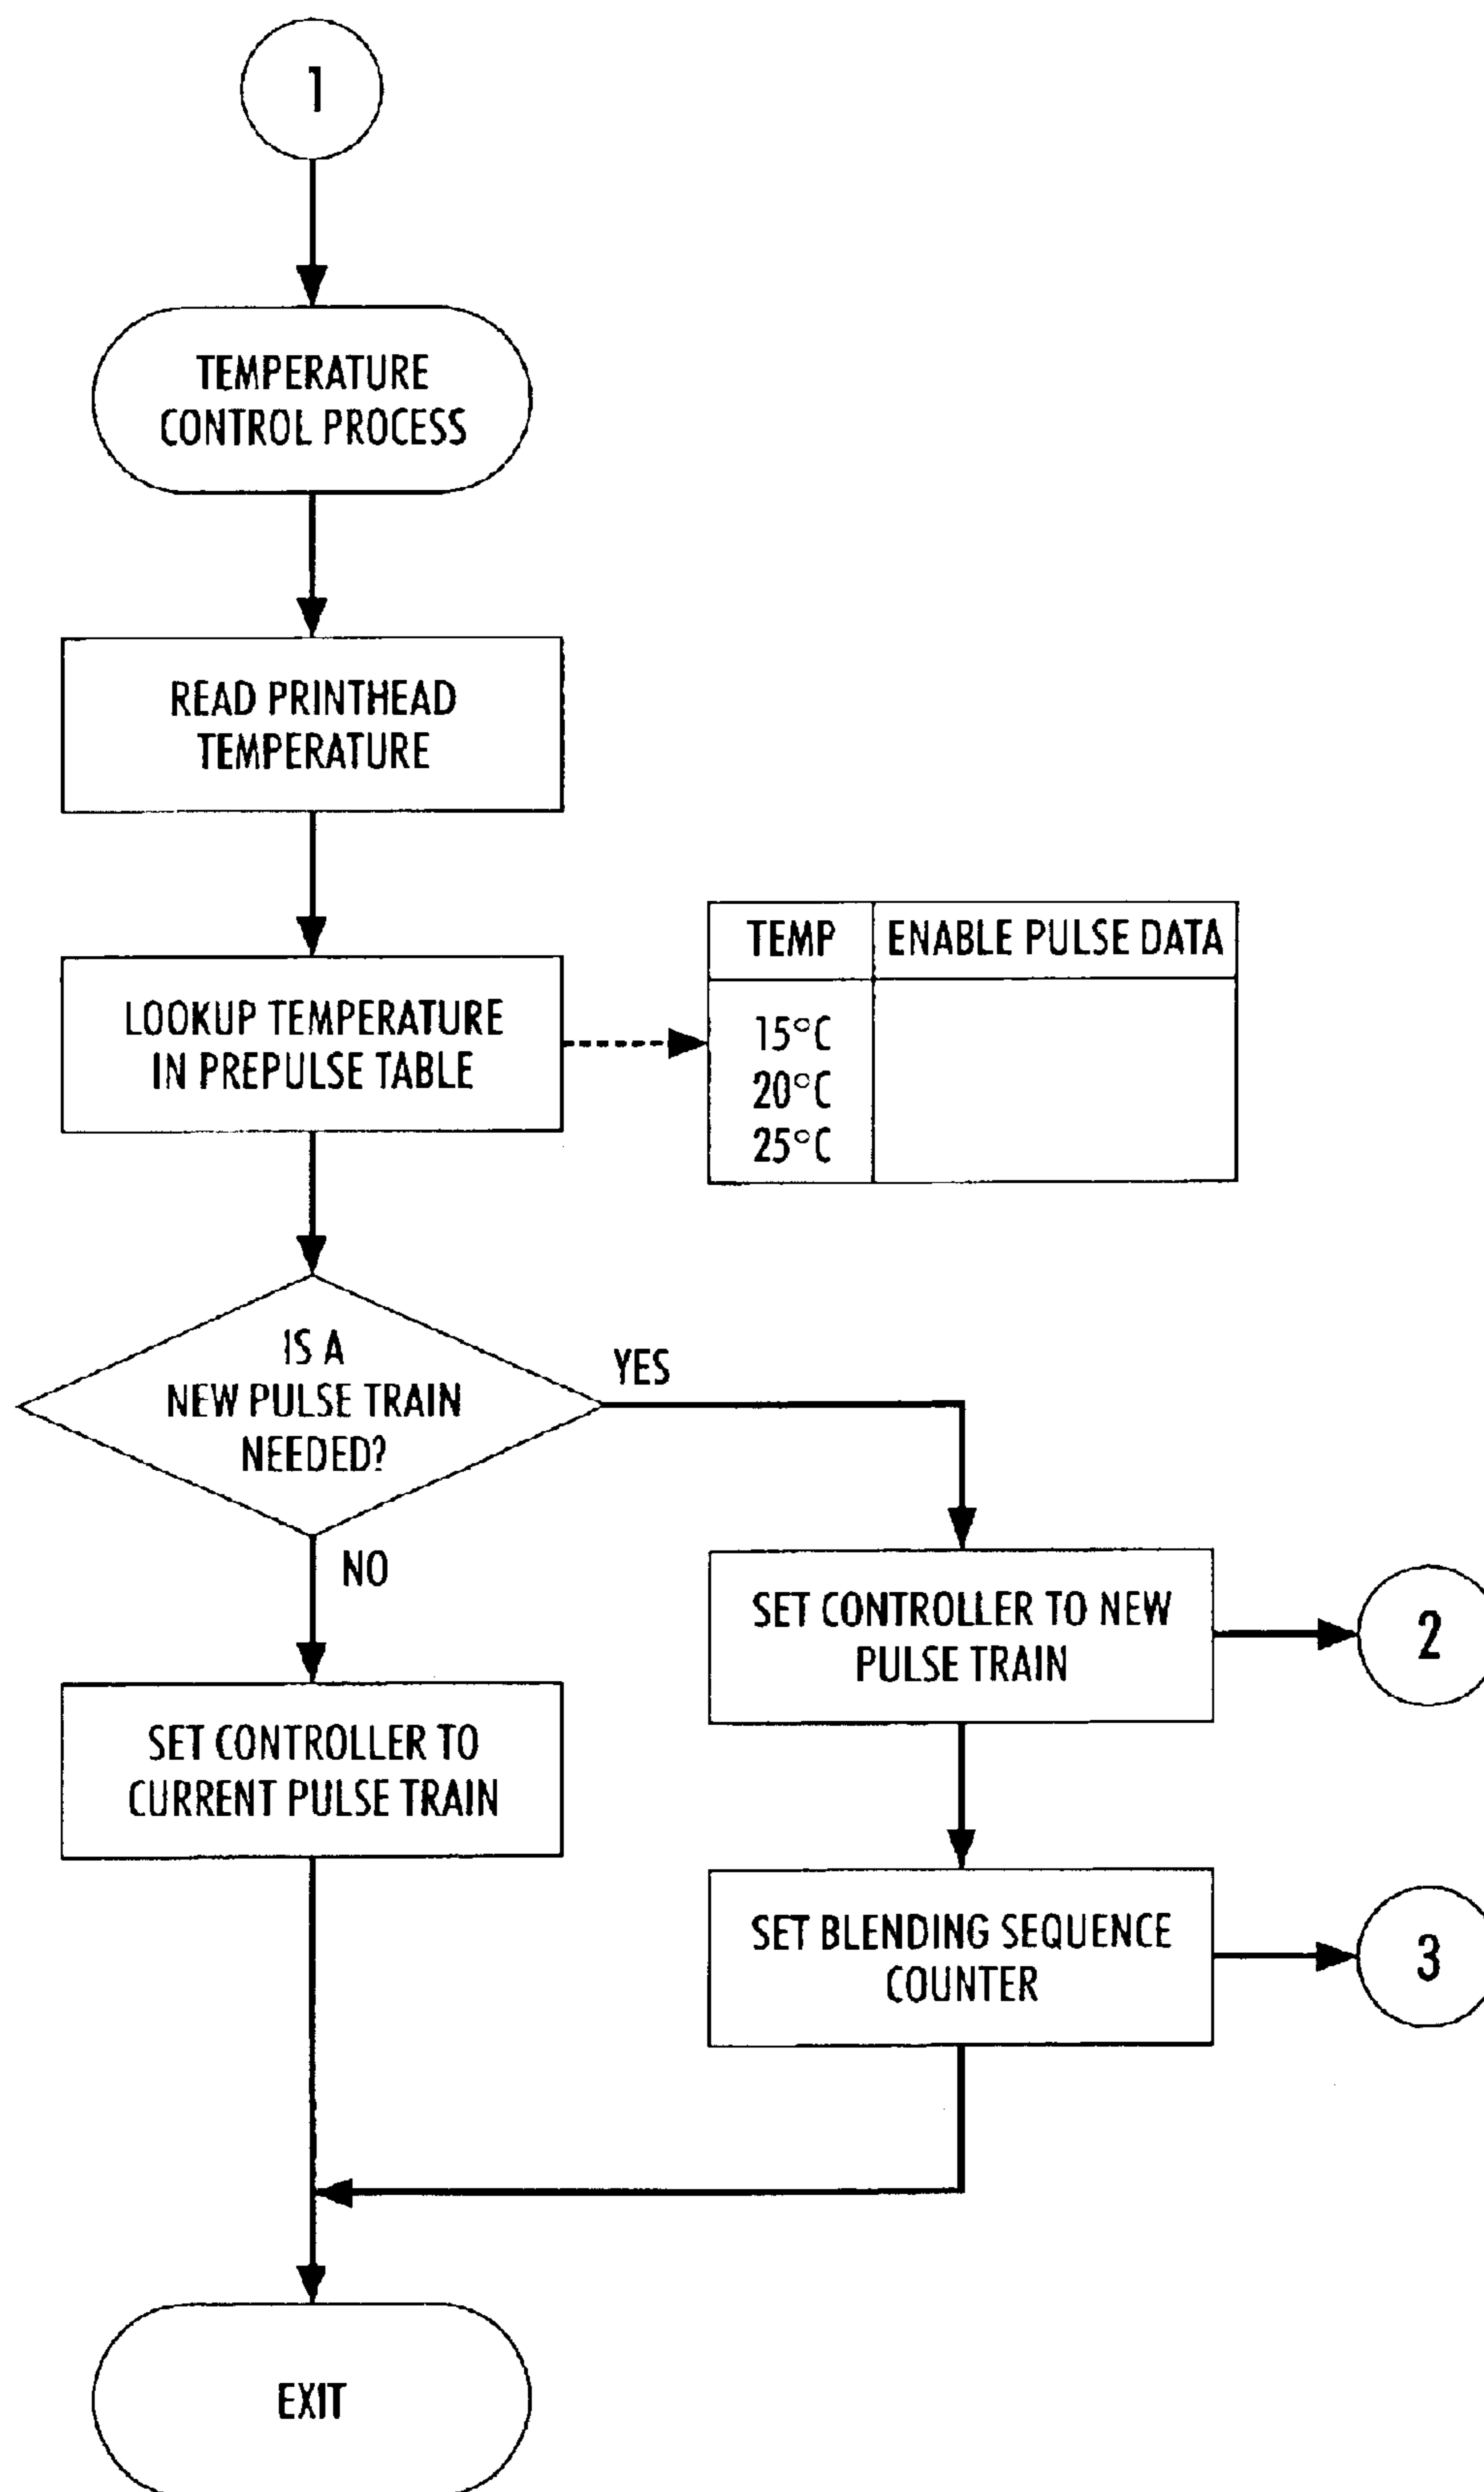 1
TEMPERATURE
CONTROL PROCESS
READ PRINTHEAD
TEMPERATURE
LOOKUP TEMPERATURE
IN PREPULSE TABLE
TEMP ENABLE PULSE DATA
15°C
20°C
25°C
IS A
NEW PULSE TRAIN
NEEDED?
YES
NO
SET CONTROLLER TO NEW
PULSE TRAIN
2
SET CONTROLLER TO
CURRENT PULSE TRAIN
SET BLENDING SEQUENCE
COUNTER
3
EXIT